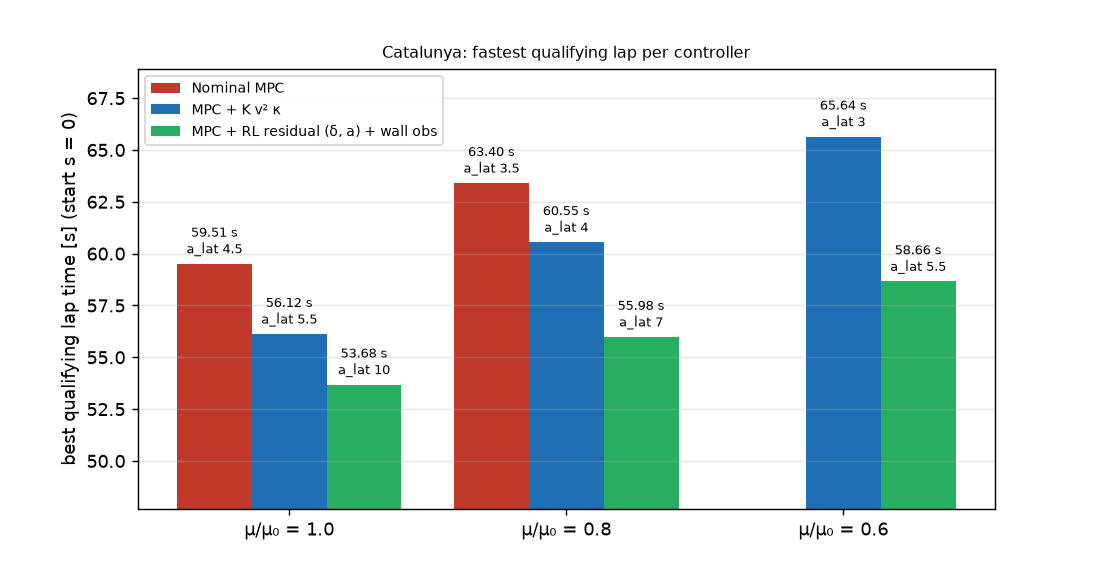 Catalunya: fastest qualifying lap per controller
Nominal MPC
MPC + K v² κ
MPC + RL residual (δ, a) + wall obs
best qualifying lap time [s] (start s = 0)
67.5
65.0
62.5
60.0
57.5
55.0
52.5
50.0
59.51 s
a_lat 4.5
56.12 s
a_lat 5.5
53.68 s
a_lat 10
63.40 s
a_lat 3.5
60.55 s
a_lat 4
55.98 s
a_lat 7
65.64 s
a_lat 3
58.66 s
a_lat 5.5
μ/μ₀ = 1.0
μ/μ₀ = 0.8
μ/μ₀ = 0.6